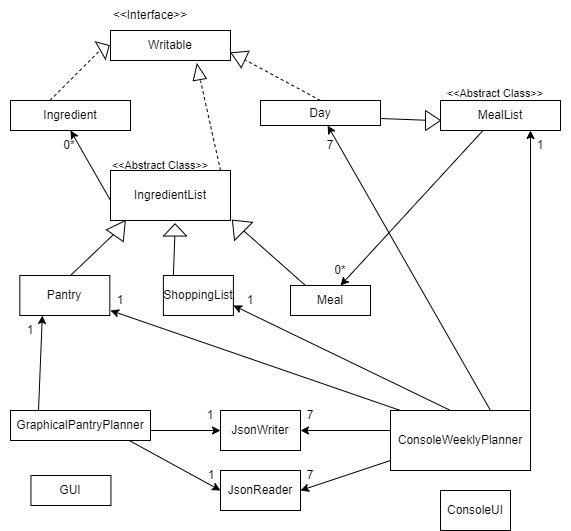 <<Interface>>
Writable
Ingredient
Day
<<Abstract Class>>
MealList
0*
7
1
<<Abstract Class>>
IngredientList
0*
Pantry
1
ShoppingList
1
Meal
1
GraphicalPantryPlanner
1
JsonWriter
7
ConsoleWeeklyPlanner
1
JsonReader
7
GUI
ConsoleUI